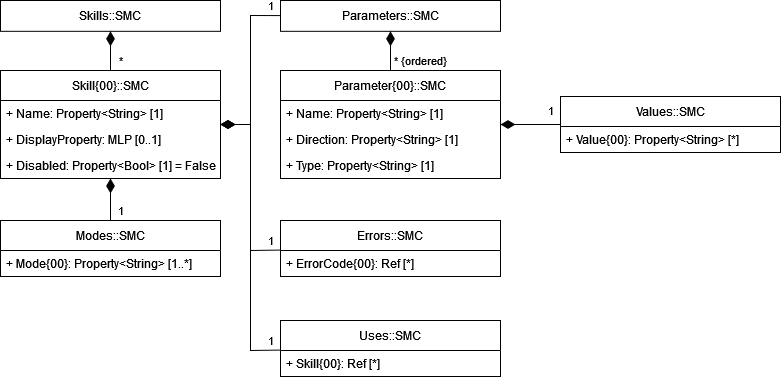 Skills::SMC
*
Skill{00}::SMC
+ Name: Property<String> [1]
+ DisplayProperty: MLP [0..1]
+ Disabled: Property<Bool> [1] = False
1
Modes::SMC
+ Mode{00}: Property<String> [1..*]
1
Parameters::SMC
* {ordered}
Parameter{00}::SMC
+ Name: Property<String> [1]
+ Direction: Property<String> [1]
+ Type: Property<String> [1]
1
Values::SMC
+ Value{00}: Property<String> [*]
1
Errors::SMC
+ ErrorCode{00}: Ref [*]
1
Uses::SMC
+ Skill{00}: Ref [*]